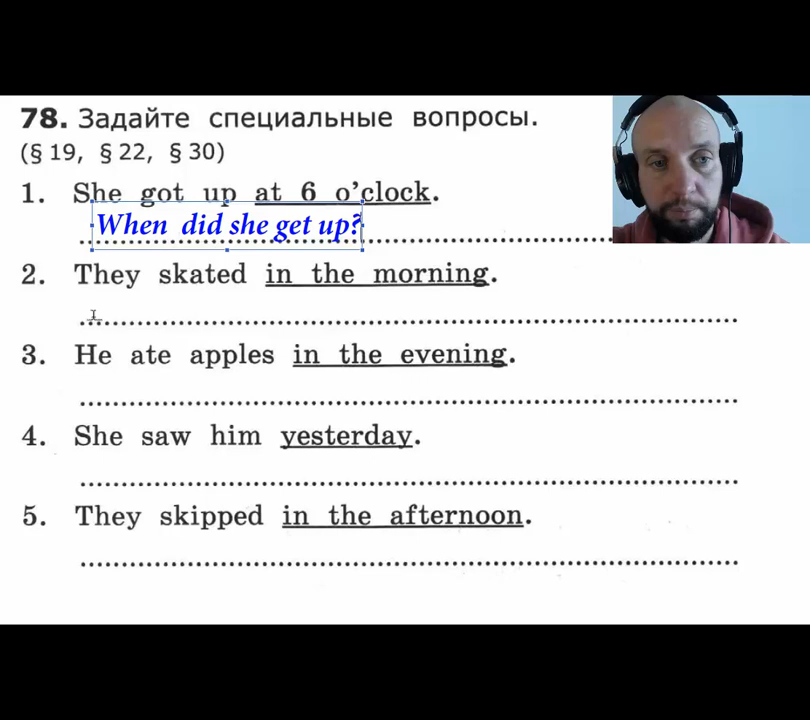 78. Задайте специальные вопросы.
(§ 19, § 22, § 30)
1. She got up at 6 o’clock.
When did she get up?
2. They skated in the morning.
3. He ate apples in the evening.
4. She saw him yesterday.
5. They skipped in the afternoon.